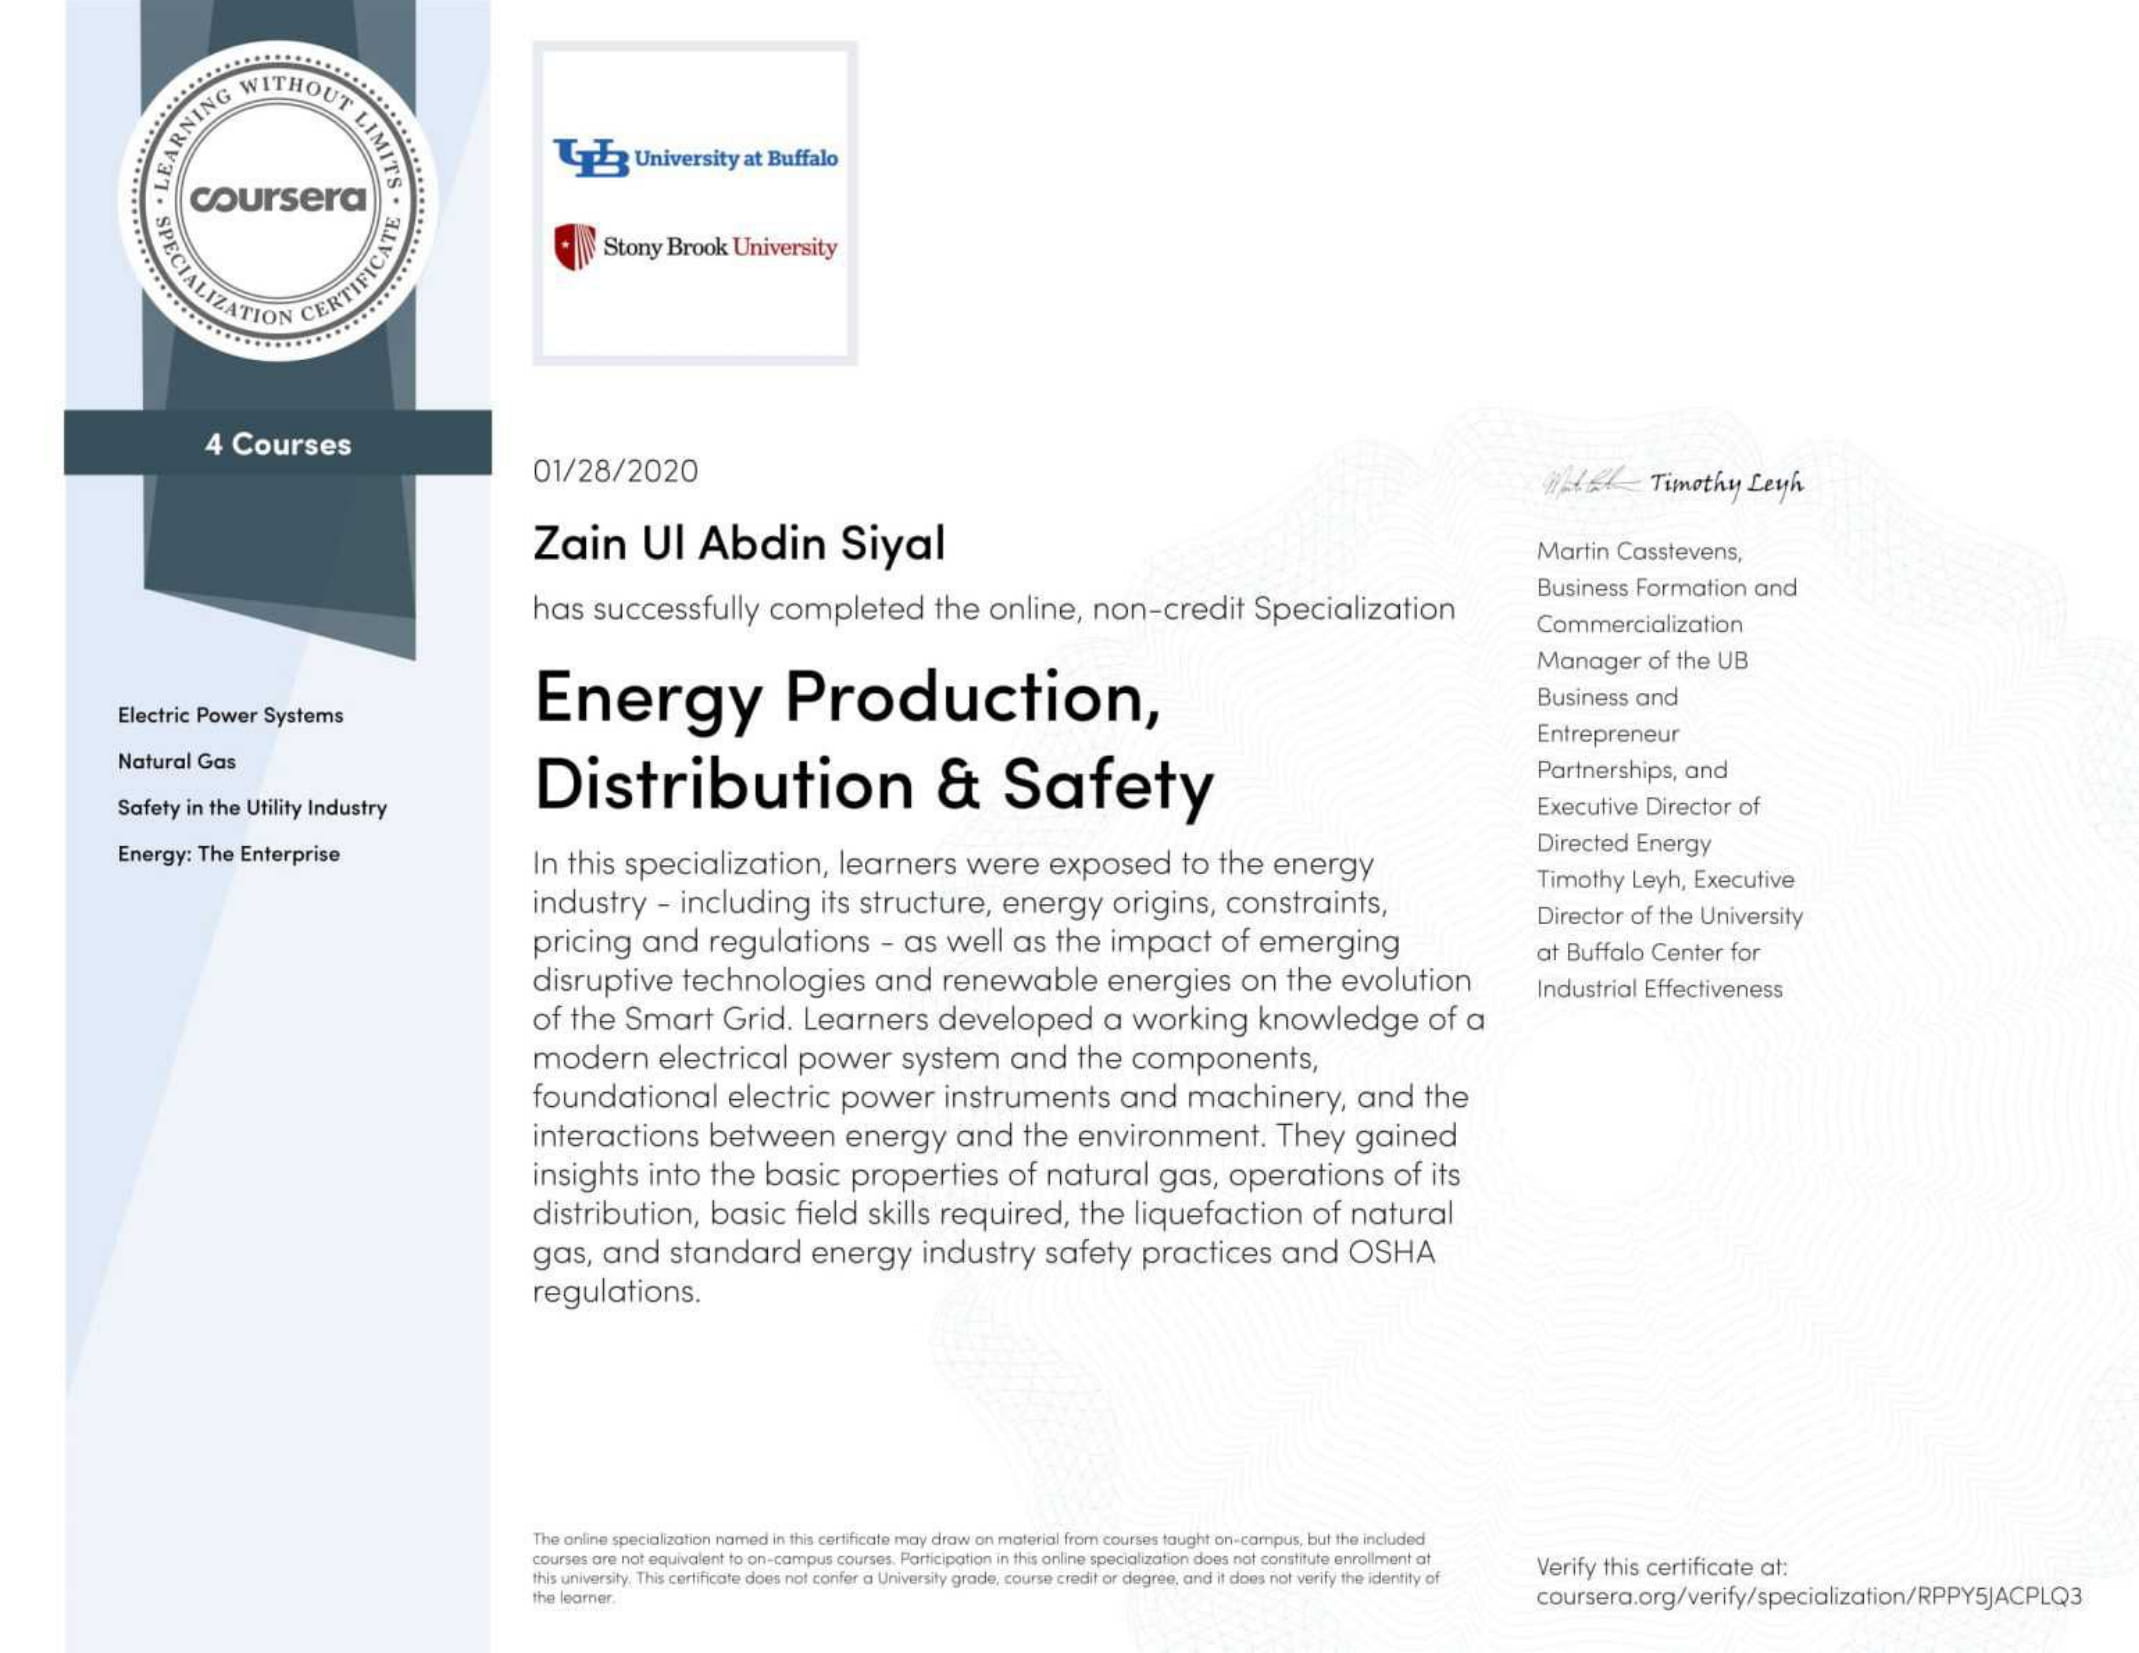 LEARNING WITHOUT LIMITS
coursera
SPECIALIZATION CERTIFICATE
4 Courses
Electric Power Systems
Natural Gas
Safety in the Utility Industry
Energy: The Enterprise
UB University at Buffalo
Stony Brook University
01/28/2020
Zain Ul Abdin Siyal
has successfully completed the online, non-credit Specialization
Energy Production,
Distribution & Safety
In this specialization, learners were exposed to the energy
industry - including its structure, energy origins, constraints,
pricing and regulations - as well as the impact of emerging
disruptive technologies and renewable energies on the evolution
of the Smart Grid. Learners developed a working knowledge of a
modern electrical power system and the components,
foundational electric power instruments and machinery, and the
interactions between energy and the environment. They gained
insights into the basic properties of natural gas, operations of its
distribution, basic field skills required, the liquefaction of natural
gas, and standard energy industry safety practices and OSHA
regulations.
Timothy Leyh
Martin Casstevens,
Business Formation and
Commercialization
Manager of the UB
Business and
Entrepreneur
Partnerships, and
Executive Director of
Directed Energy
Timothy Leyh, Executive
Director of the University
at Buffalo Center for
Industrial Effectiveness
The online specialization named in this certificate may draw on material from courses taught on-campus, but the included
courses are not equivalent to on-campus courses. Participation in this online specialization does not constitute enrollment at
this university. This certificate does not confer a University grade, course credit or degree, and it does not verify the identity of
the learner.
Verify this certificate at:
coursera.org/verify/specialization/RPPY5JACPLQ3